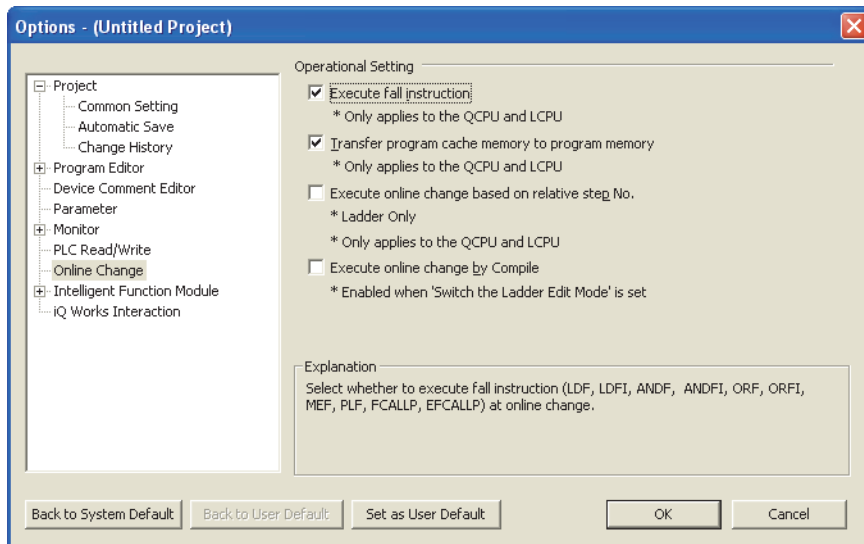 Options - (Untitled Project)
Project
Common Setting
Automatic Save
Change History
Program Editor
Device Comment Editor
Parameter
Monitor
PLC Read/Write
Online Change
Intelligent Function Module
iQ Works Interaction
Operational Setting
Execute fall instruction
* Only applies to the QCPU and LCPU
Transfer program cache memory to program memory
* Only applies to the QCPU and LCPU
Execute online change based on relative step No.
* Ladder Only
* Only applies to the QCPU and LCPU
Execute online change by Compile
* Enabled when 'Switch the Ladder Edit Mode' is set
Explanation
Select whether to execute fall instruction (LDF, LDFI, ANDF, ANDFI, ORF, ORFI,
MEF, PLF, FCALLP, EFCALLP) at online change.
Back to System Default
Back to User Default
Set as User Default
OK
Cancel